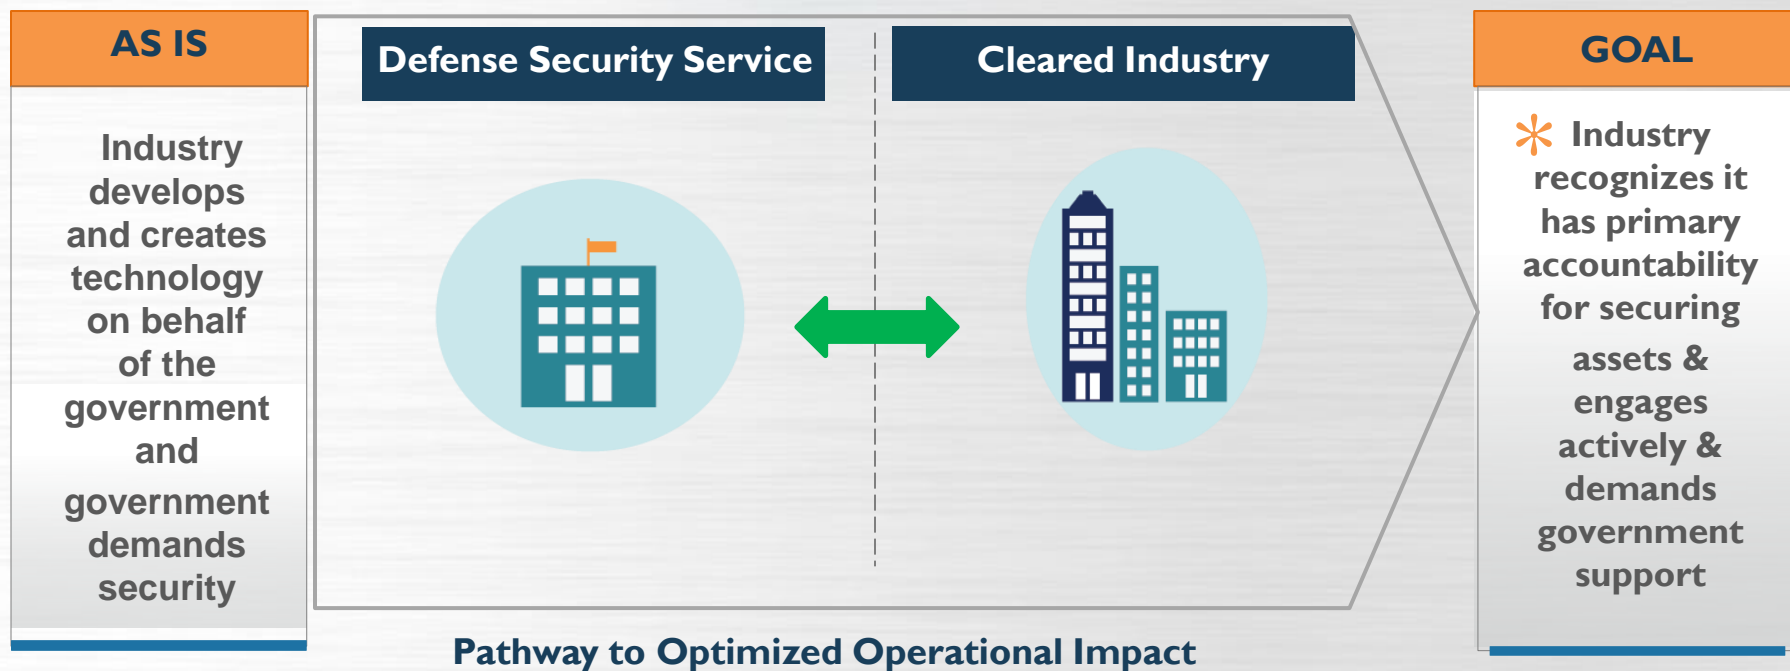 AS IS
Industry
develops
and creates
technology
on behalf
of the
government
and
government
demands
security
Defense Security Service
Cleared Industry
Pathway to Optimized Operational Impact
GOAL
* Industry
recognizes it
has primary
accountability
for securing
assets &
engages
actively &
demands
government
support